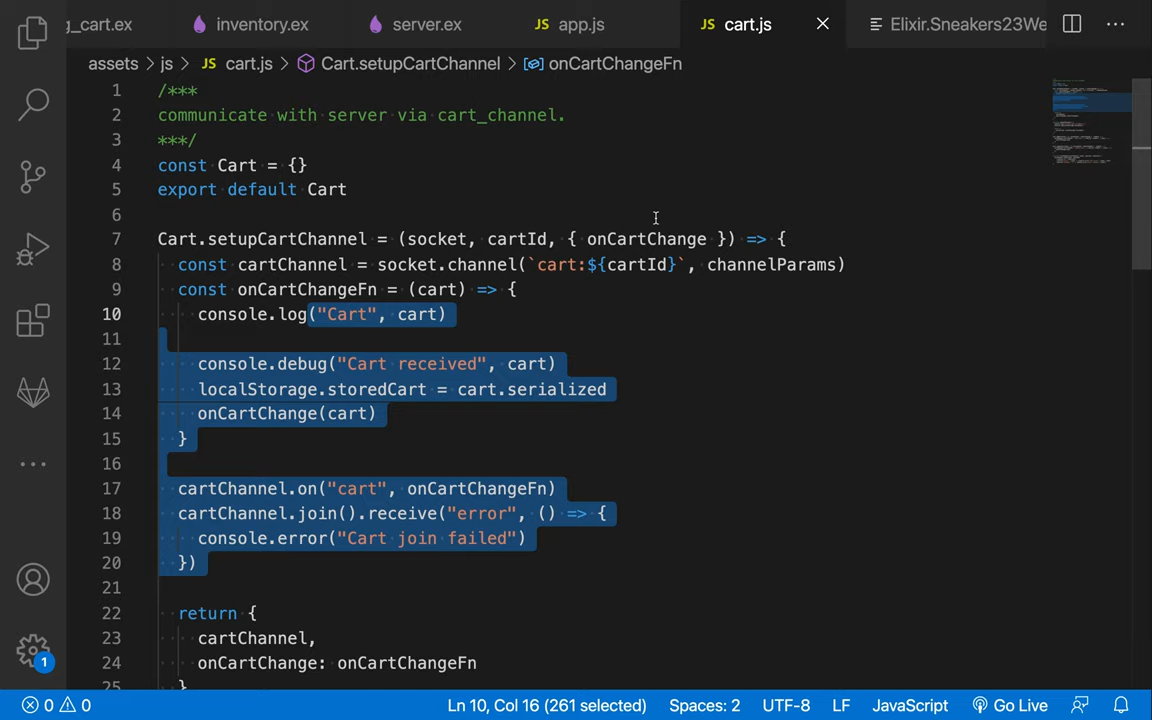 g_cart.ex inventory.ex server.ex JS app.js JS cart.js Elixir.Sneakers23We
assets > js > JS cart.js > Cart.setupCartChannel > onCartChangeFn
1 /***
2 communicate with server via cart_channel.
3 ***/
4 const Cart = {}
5 export default Cart
6
7 Cart.setupCartChannel = (socket, cartId, { onCartChange }) => {
8 const cartChannel = socket.channel(`cart:${cartId}`, channelParams)
9 const onCartChangeFn = (cart) => {
10 console.log("Cart", cart)
11
12 console.debug("Cart received", cart)
13 localStorage.storedCart = cart.serialized
14 onCartChange(cart)
15 }
16
17 cartChannel.on("cart", onCartChangeFn)
18 cartChannel.join().receive("error", () => {
19 console.error("Cart join failed")
20 })
21
22 return {
23 cartChannel,
24 onCartChange: onCartChangeFn
25 }
1
0 0 Ln 10, Col 16 (261 selected) Spaces: 2 UTF-8 LF JavaScript Go Live